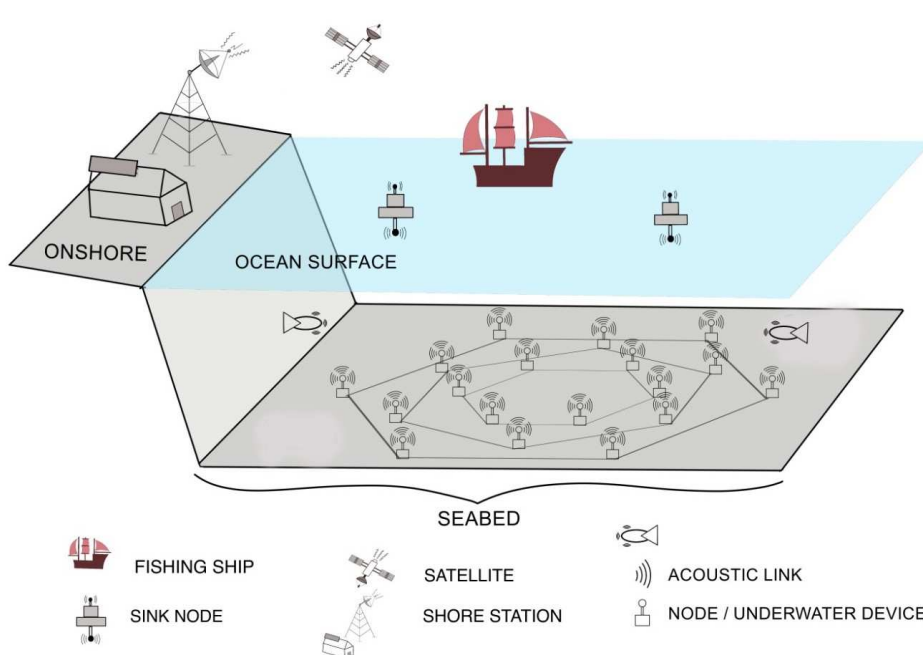 ONSHORE
OCEAN SURFACE
SEABED
FISHING SHIP
SATELLITE
ACOUSTIC LINK
SINK NODE
SHORE STATION
NODE / UNDERWATER DEVICE